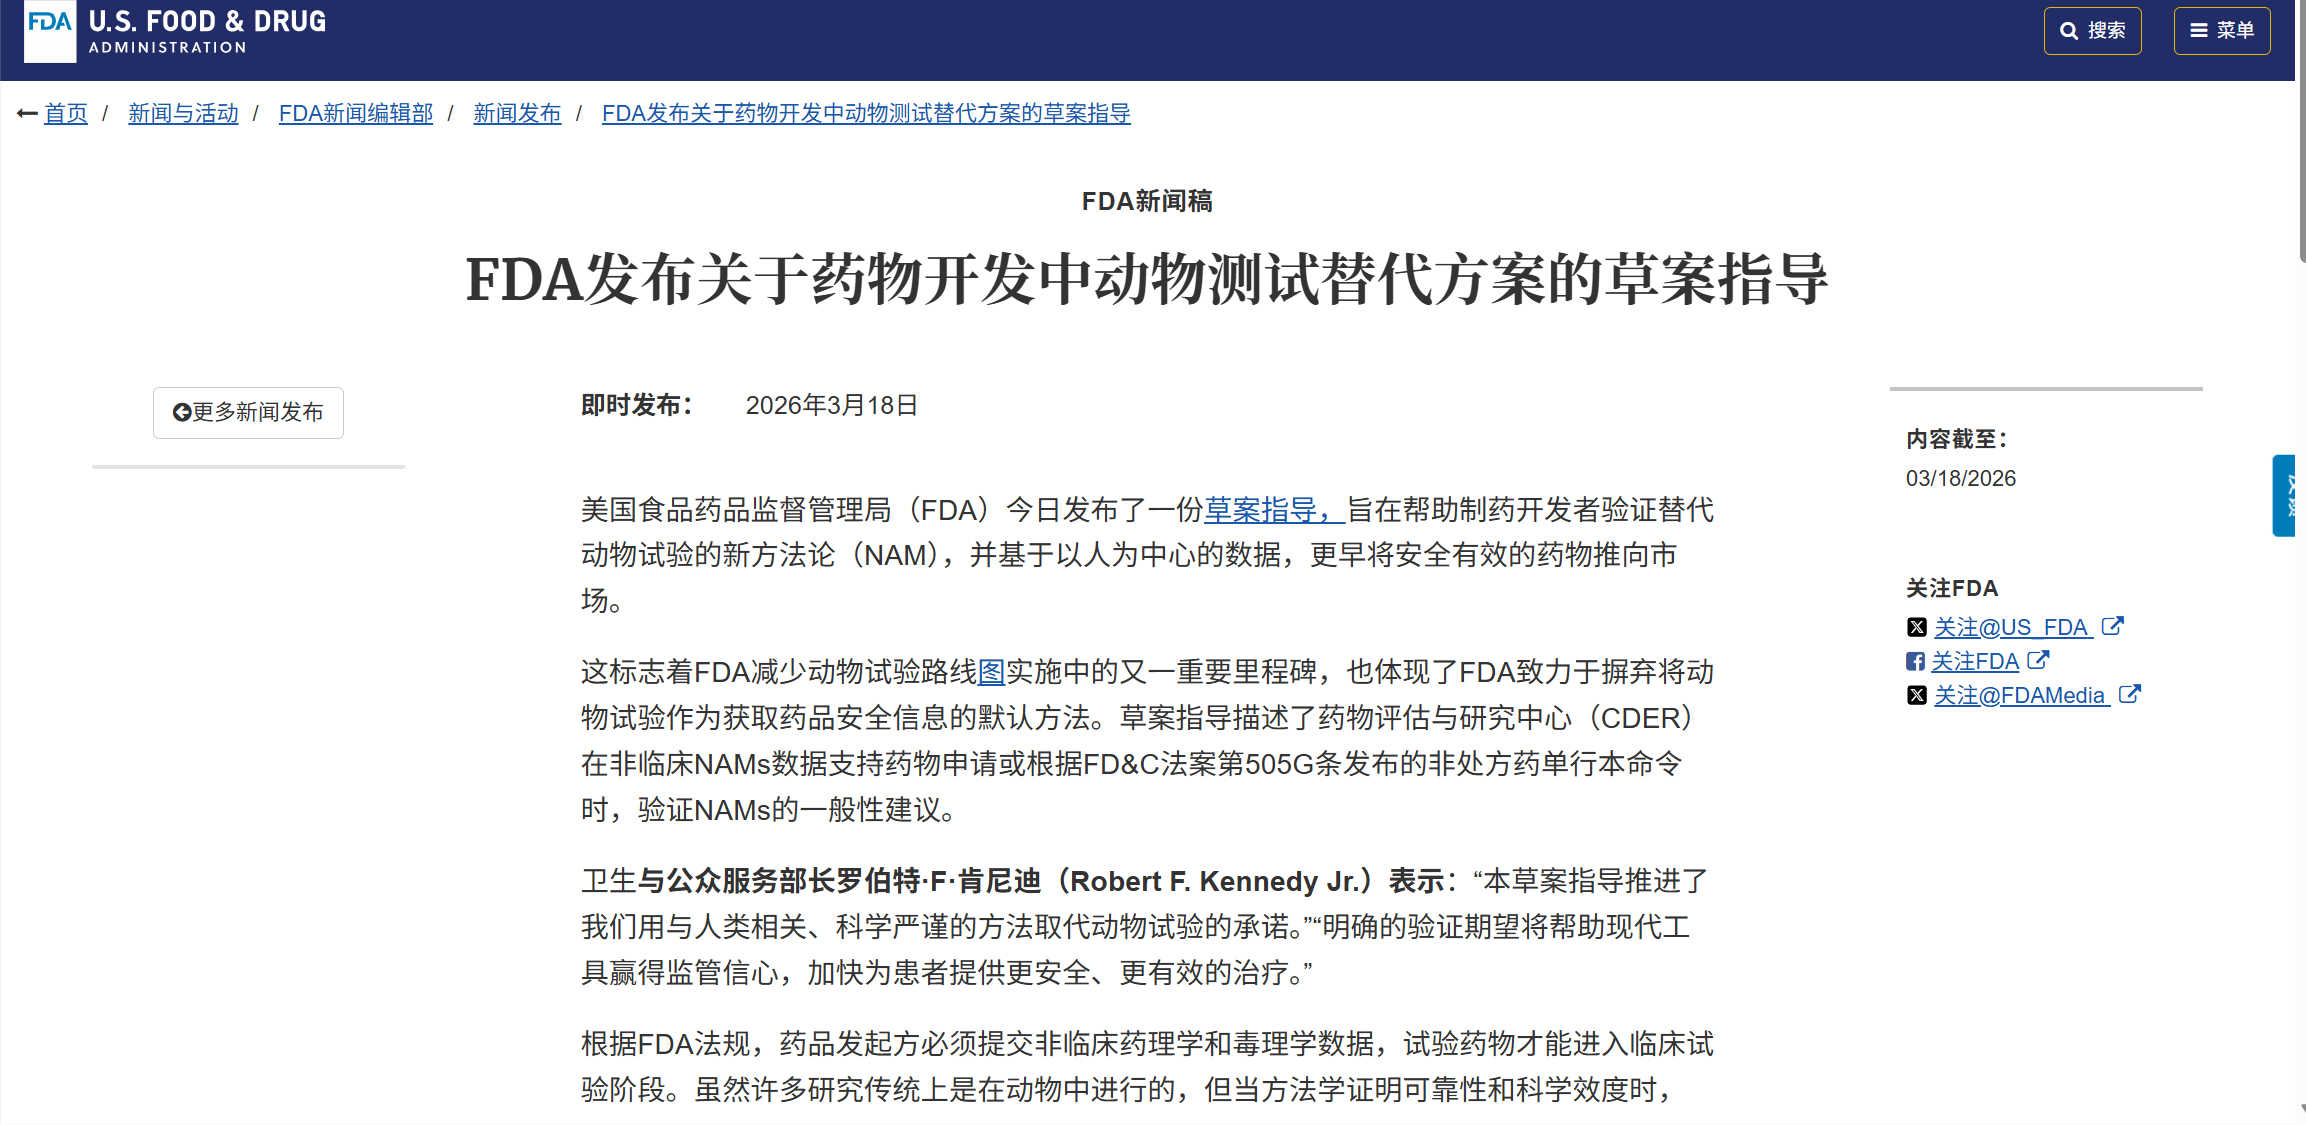 FDA U.S. FOOD & DRUG
ADMINISTRATION
搜索
菜单
首页 / 新闻与活动 / FDA新闻编辑部 / 新闻发布 / FDA发布关于药物开发中动物测试替代方案的草案指导
FDA新闻稿
FDA发布关于药物开发中动物测试替代方案的草案指导
更多新闻发布
即时发布： 2026年3月18日
美国食品药品监督管理局（FDA）今日发布了一份草案指导，旨在帮助制药开发者验证替代
动物试验的新方法论（NAM），并基于以人为中心的数据，更早将安全有效的药物推向市
场。
这标志着FDA减少动物试验路线图实施中的又一重要里程碑，也体现了FDA致力于摒弃将动
物试验作为获取药品安全信息的默认方法。草案指导描述了药物评估与研究中心（CDER）
在非临床NAMs数据支持药物申请或根据FD&C法案第505G条发布的非处方药单行本命令
时，验证NAMs的一般性建议。
卫生与公众服务部长罗伯特·F·肯尼迪（Robert F. Kennedy Jr.）表示：“本草案指导推进了
我们用与人类相关、科学严谨的方法取代动物试验的承诺。”“明确的验证期望将帮助现代工
具赢得监管信心，加快为患者提供更安全、更有效的治疗。”
根据FDA法规，药品发起方必须提交非临床药理学和毒理学数据，试验药物才能进入临床试
验阶段。虽然许多研究传统上是在动物中进行的，但当方法学证明可靠性和科学效度时，
内容截至：
03/18/2026
关注FDA
关注@US_FDA
关注FDA
关注@FDAMedia